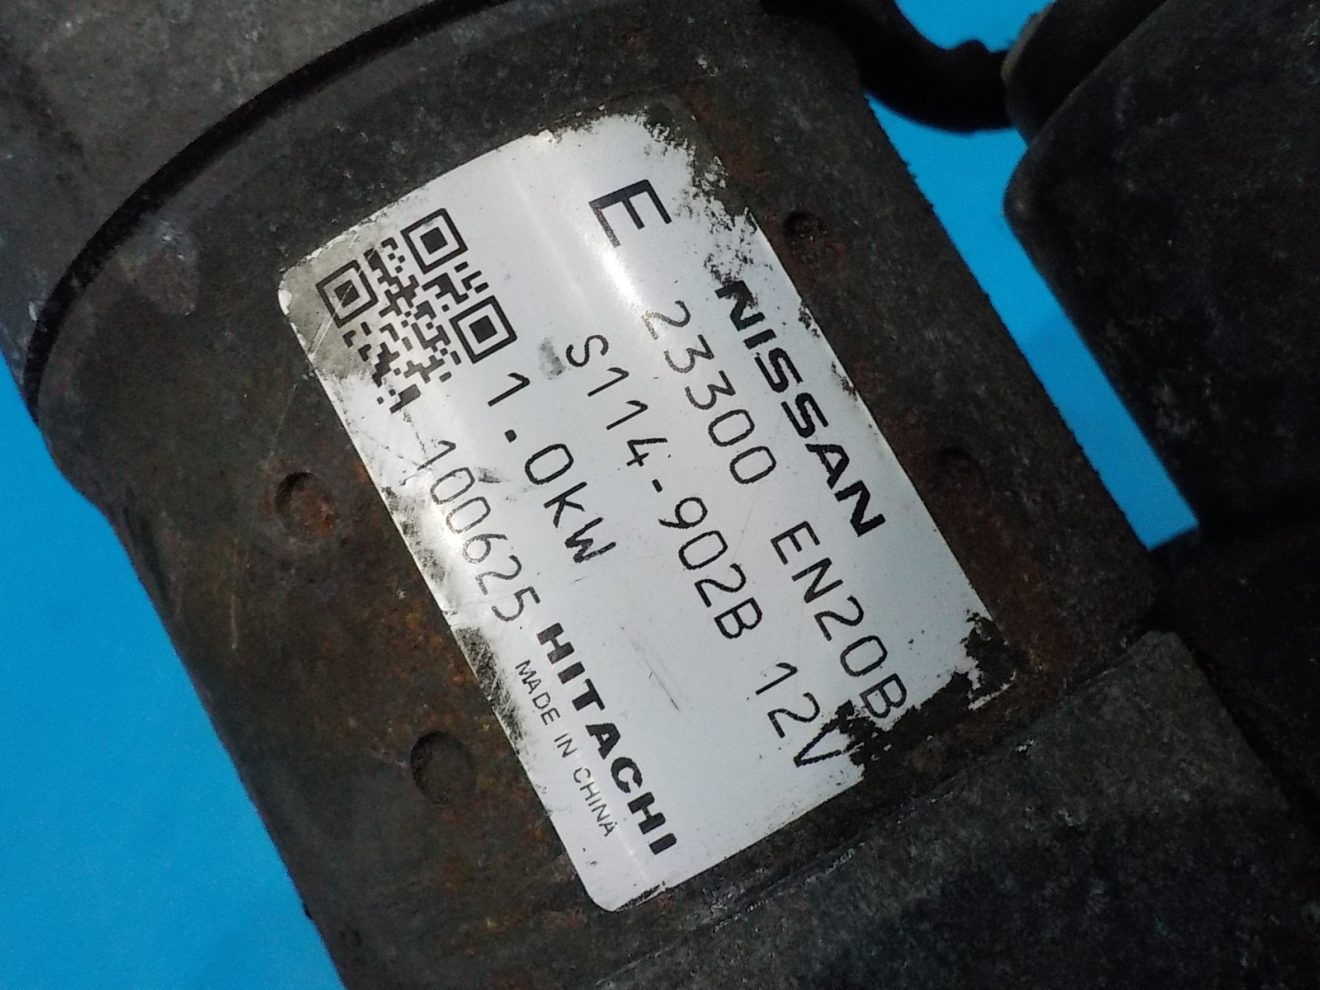 E
NISSAN
23300 EN20B
S114-902B 12V
1.0kW
100625 HITACHI
MADE IN CHINA